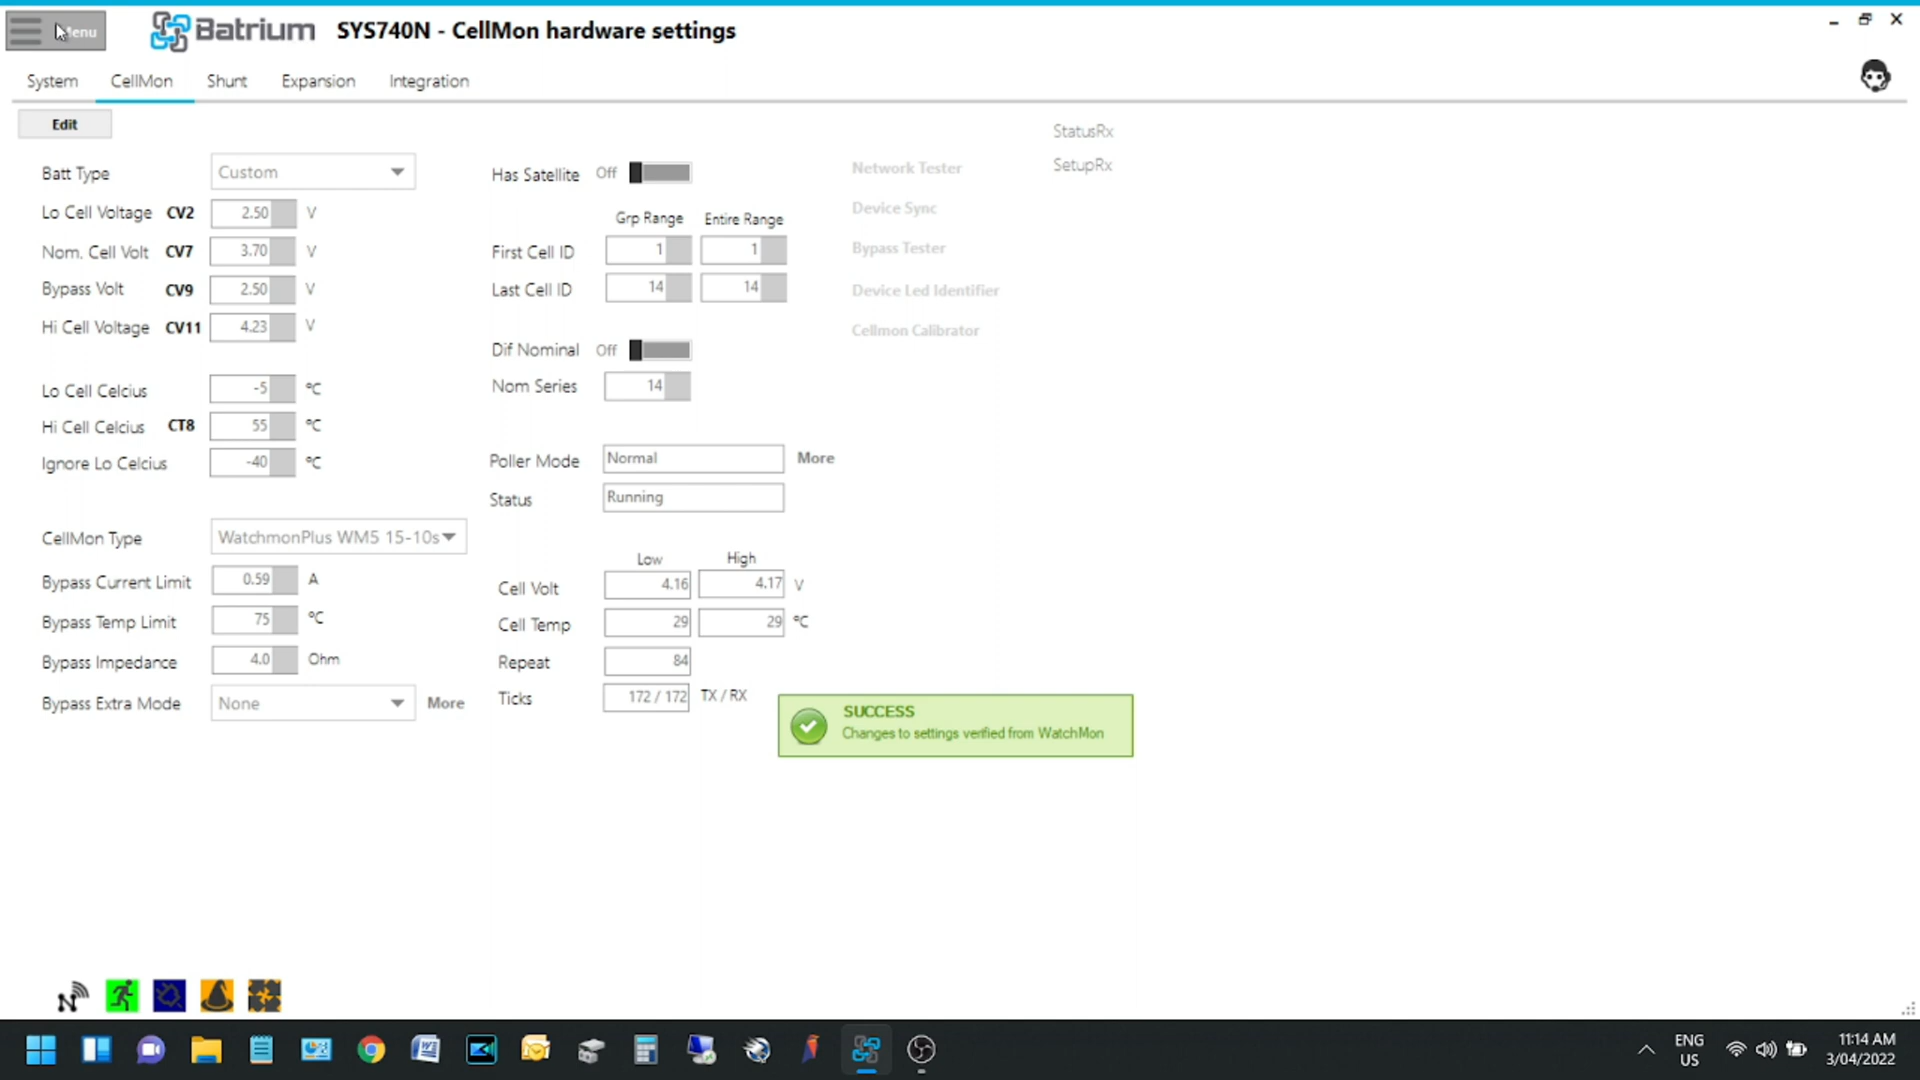 Menu
Batrium
SYS740N - CellMon hardware settings
System CellMon Shunt Expansion Integration
Edit
Batt Type Custom
Lo Cell Voltage CV2 2.50 V
Nom. Cell Volt CV7 3.70 V
Bypass Volt CV9 2.50 V
Hi Cell Voltage CV11 4.23 V
Lo Cell Celcius -5 °C
Hi Cell Celcius CT8 55 °C
Ignore Lo Celcius -40 °C
CellMon Type WatchmonPlus WM5 15-10s
Bypass Current Limit 0.59 A
Bypass Temp Limit 75 °C
Bypass Impedance 4.0 Ohm
Bypass Extra Mode None More
Has Satellite Off
Grp Range Entire Range
First Cell ID 1 1
Last Cell ID 14 14
Dif Nominal Off
Nom Series 14
Poller Mode Normal More
Status Running
Low High
Cell Volt 4.16 4.17 V
Cell Temp 29 29 °C
Repeat 84
Ticks 172 / 172 TX / RX
Network Tester
Device Sync
Bypass Tester
Device Led Identifier
Cellmon Calibrator
StatusRx
SetupRx
SUCCESS
Changes to settings verified from WatchMon
N
ENG
US
11:14 AM
3/04/2022